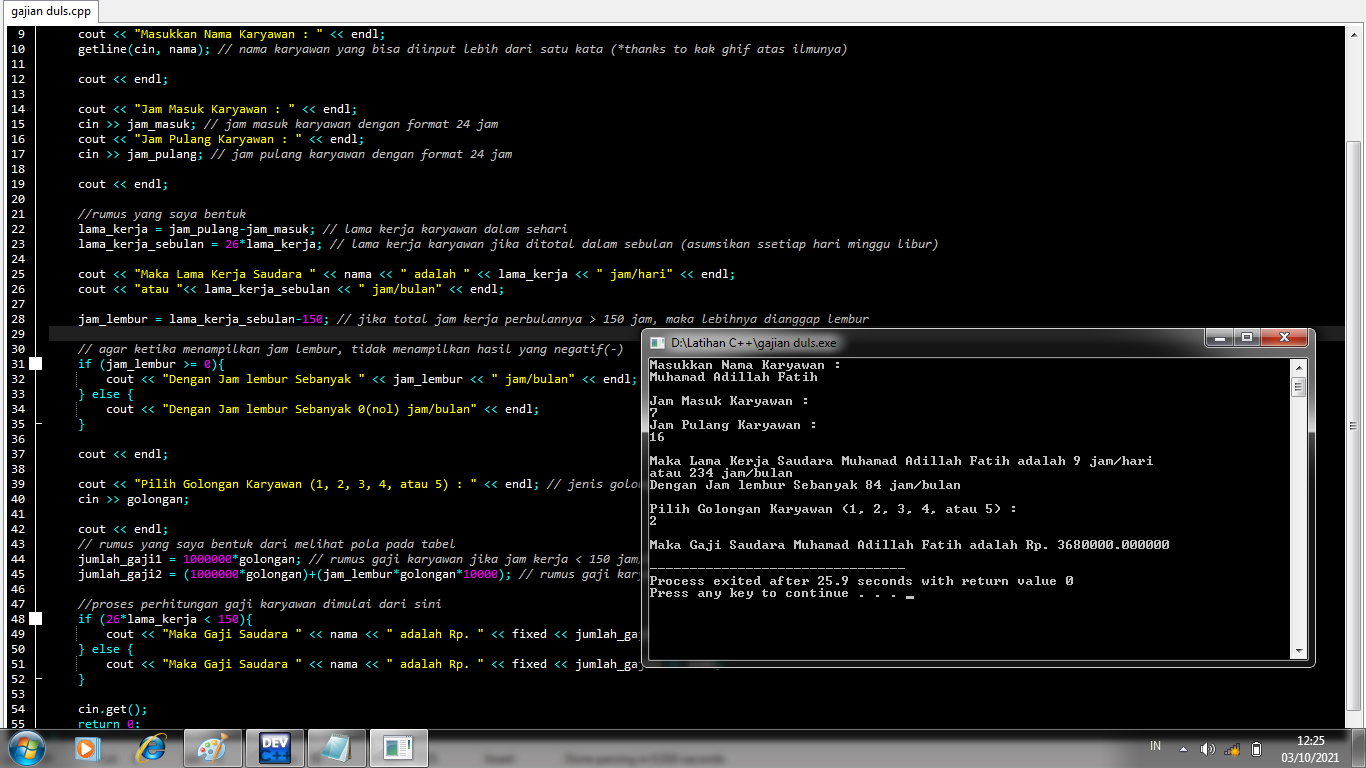 gajian duls.cpp
9 cout << "Masukkan Nama Karyawan : " << endl;
10 getline(cin, nama); // nama karyawan yang bisa diinput lebih dari satu kata (*thanks to kak ghif atas ilmunya)
11
12 cout << endl;
13
14 cout << "Jam Masuk Karyawan : " << endl;
15 cin >> jam_masuk; // jam masuk karyawan dengan format 24 jam
16 cout << "Jam Pulang Karyawan : " << endl;
17 cin >> jam_pulang; // jam pulang karyawan dengan format 24 jam
18
19 cout << endl;
20
21 //rumus yang saya bentuk
22 lama_kerja = jam_pulang-jam_masuk; // lama kerja karyawan dalam sehari
23 lama_kerja_sebulan = 26*lama_kerja; // lama kerja karyawan jika ditotal dalam sebulan (asumsikan ssetiap hari minggu libur)
24
25 cout << "Maka Lama Kerja Saudara " << nama << " adalah " << lama_kerja << " jam/hari" << endl;
26 cout << "atau "<< lama_kerja_sebulan << " jam/bulan" << endl;
27
28 jam_lembur = lama_kerja_sebulan-150; // jika total jam kerja perbulannya > 150 jam, maka lebihnya dianggap lembur
29
30 // agar ketika menampilkan jam lembur, tidak menampilkan hasil yang negatif(-)
31 if (jam_lembur >= 0){
32 cout << "Dengan Jam lembur Sebanyak " << jam_lembur << " jam/bulan" << endl;
33 } else {
34 cout << "Dengan Jam lembur Sebanyak 0(nol) jam/bulan" << endl;
35 }
36
37 cout << endl;
38
39 cout << "Pilih Golongan Karyawan (1, 2, 3, 4, atau 5) : " << endl; // jenis golon
40 cin >> golongan;
41
42 cout << endl;
43 // rumus yang saya bentuk dari melihat pola pada tabel
44 jumlah_gaji1 = 1000000*golongan; // rumus gaji karyawan jika jam kerja < 150 jam,
45 jumlah_gaji2 = (1000000*golongan)+(jam_lembur*golongan*10000); // rumus gaji kary
46
47 //proses perhitungan gaji karyawan dimulai dari sini
48 if (26*lama_kerja < 150){
49 cout << "Maka Gaji Saudara " << nama << " adalah Rp. " << fixed << jumlah_ga
50 } else {
51 cout << "Maka Gaji Saudara " << nama << " adalah Rp. " << fixed << jumlah_ga
52 }
53
54 cin.get();
55 return 0;
D:\Latihan C++\gajian duls.exe
Masukkan Nama Karyawan :
Muhamad Adillah Fatih
Jam Masuk Karyawan :
7
Jam Pulang Karyawan :
16
Maka Lama Kerja Saudara Muhamad Adillah Fatih adalah 9 jam/hari
atau 234 jam/bulan
Dengan Jam lembur Sebanyak 84 jam/bulan
Pilih Golongan Karyawan (1, 2, 3, 4, atau 5) :
2
Maka Gaji Saudara Muhamad Adillah Fatih adalah Rp. 3680000.000000
--------------------------------
Process exited after 25.9 seconds with return value 0
Press any key to continue . . . _
DEV C++
IN
12:25
03/10/2021